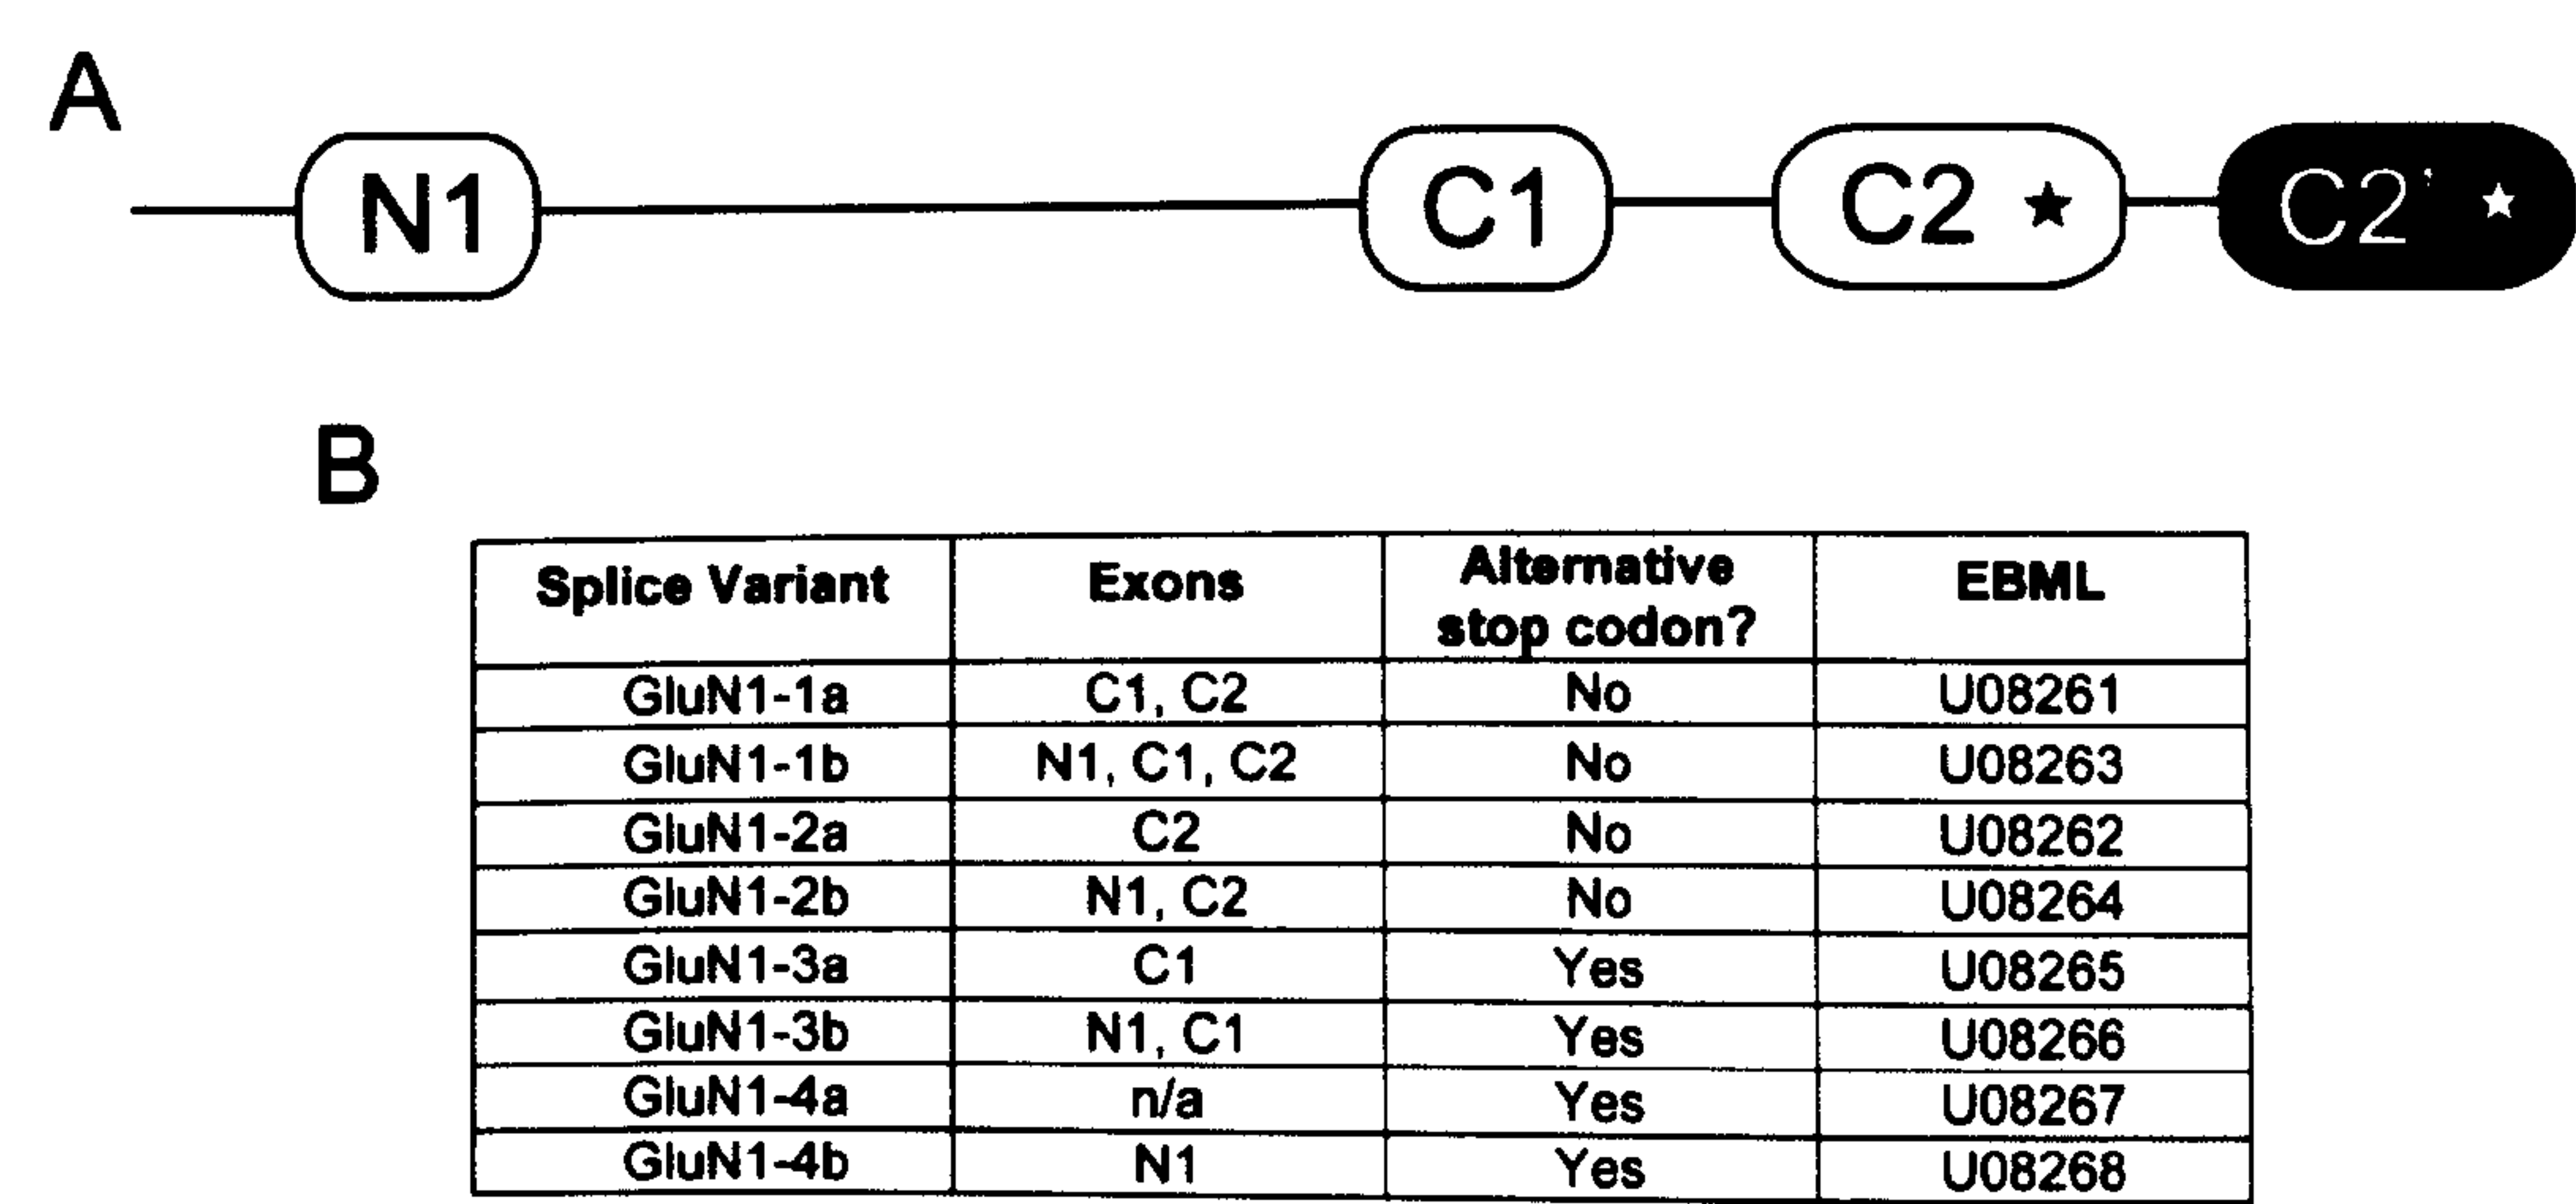 A
N1 C1 C2 ★ C2' ★
B
Splice Variant Exons Alternative stop codon? EBML
GluN1-1a C1, C2 No U08261
GluN1-1b N1, C1, C2 No U08263
GluN1-2a C2 No U08262
GluN1-2b N1, C2 No U08264
GluN1-3a C1 Yes U08265
GluN1-3b N1, C1 Yes U08266
GluN1-4a n/a Yes U08267
GluN1-4b N1 Yes U08268